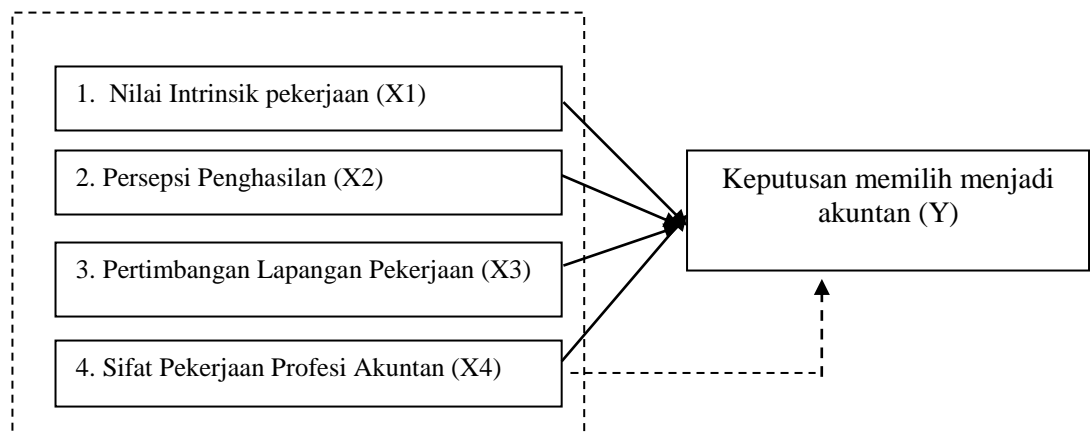 1. Nilai Intrinsik pekerjaan (X1)
2. Persepsi Penghasilan (X2)
3. Pertimbangan Lapangan Pekerjaan (X3)
4. Sifat Pekerjaan Profesi Akuntan (X4)
Keputusan memilih menjadi
akuntan (Y)